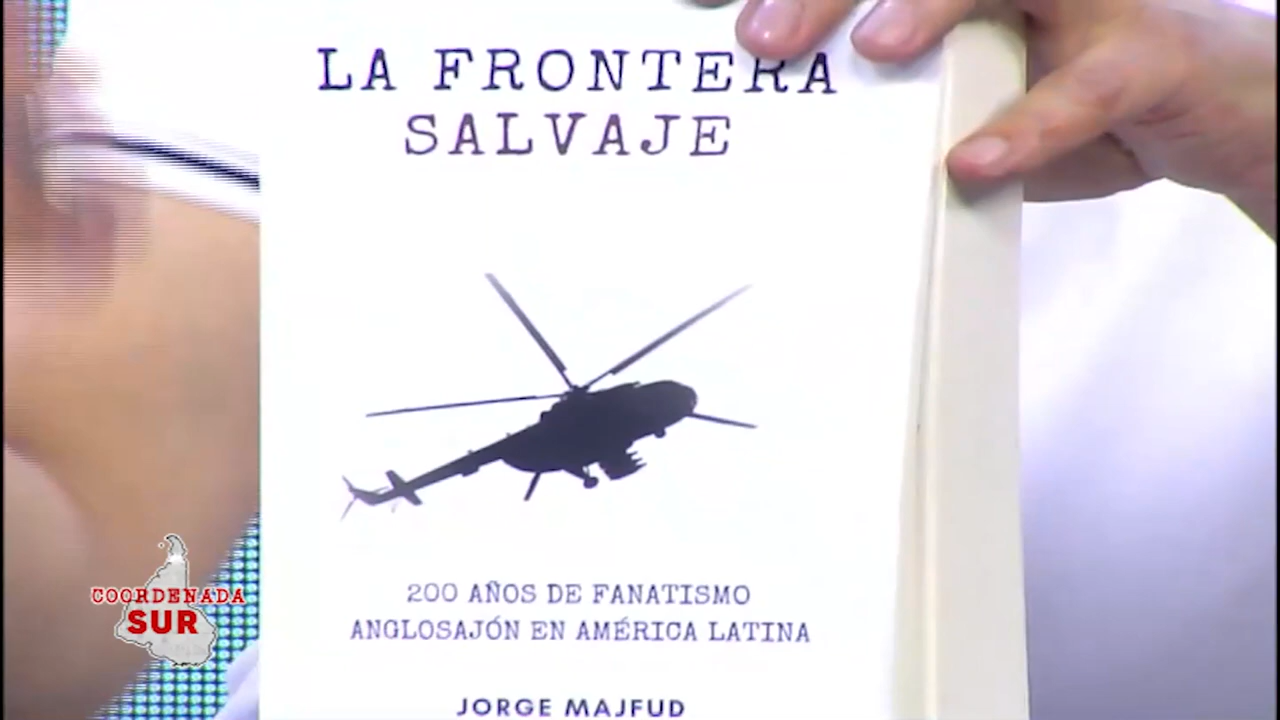 LA FRONTERA
SALVAJE
200 AÑOS DE FANATISMO
ANGLOSAJÓN EN AMÉRICA LATINA
JORGE MAJFUD
COORDENADA
SUR